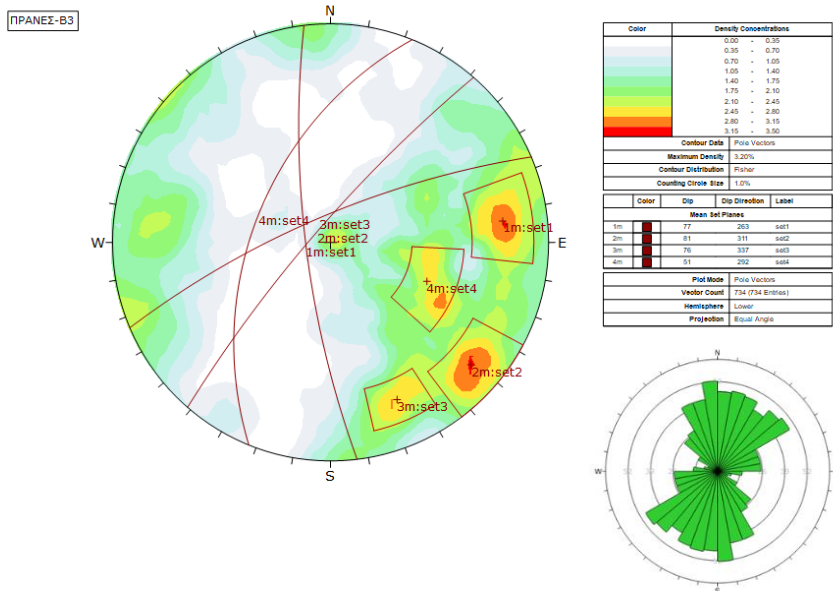 ΠΡΑΝΕΣ-Β3
N
W
E
S
4m:set4
3m:set3
2m:set2
1m:set1
1m:set1
4m:set4
2m:set2
3m:set3
Color Density Concentrations
0.00 - 0.35
0.35 - 0.70
0.70 - 1.05
1.05 - 1.40
1.40 - 1.75
1.75 - 2.10
2.10 - 2.45
2.45 - 2.80
2.80 - 3.15
3.15 - 3.50
Contour Data Pole Vectors
Maximum Density 3.20%
Contour Distribution Fisher
Counting Circle Size 1.0%
Color Dip Dip Direction Label
Mean Set Planes
1m 77 263 set1
2m 81 311 set2
3m 76 337 set3
4m 51 292 set4
Plot Mode Pole Vectors
Vector Count 734 (734 Entries)
Hemisphere Lower
Projection Equal Angle
N
W